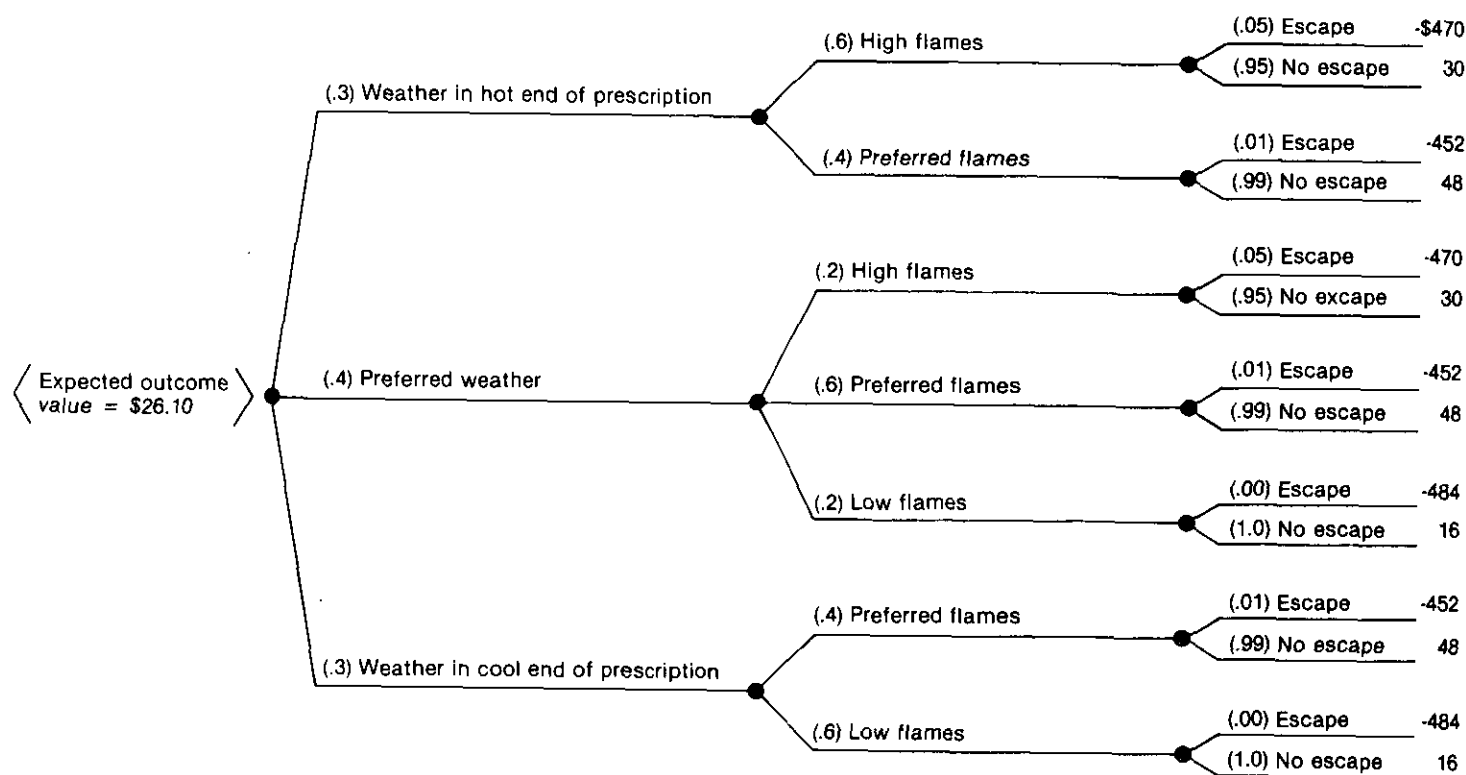 (.05) Escape -$470
(.6) High flames
(.95) No escape 30
(.3) Weather in hot end of prescription
(.01) Escape -452
(.4) Preferred flames
(.99) No escape 48
(.05) Escape -470
(.2) High flames
(.95) No excape 30
(.01) Escape -452
Expected outcome
value = $26.10
(.4) Preferred weather
(.6) Preferred flames
(.99) No escape 48
(.00) Escape -484
(.2) Low flames
(1.0) No escape 16
(.01) Escape -452
(.4) Preferred flames
(.99) No escape 48
(.3) Weather in cool end of prescription
(.00) Escape -484
(.6) Low flames
(1.0) No escape 16